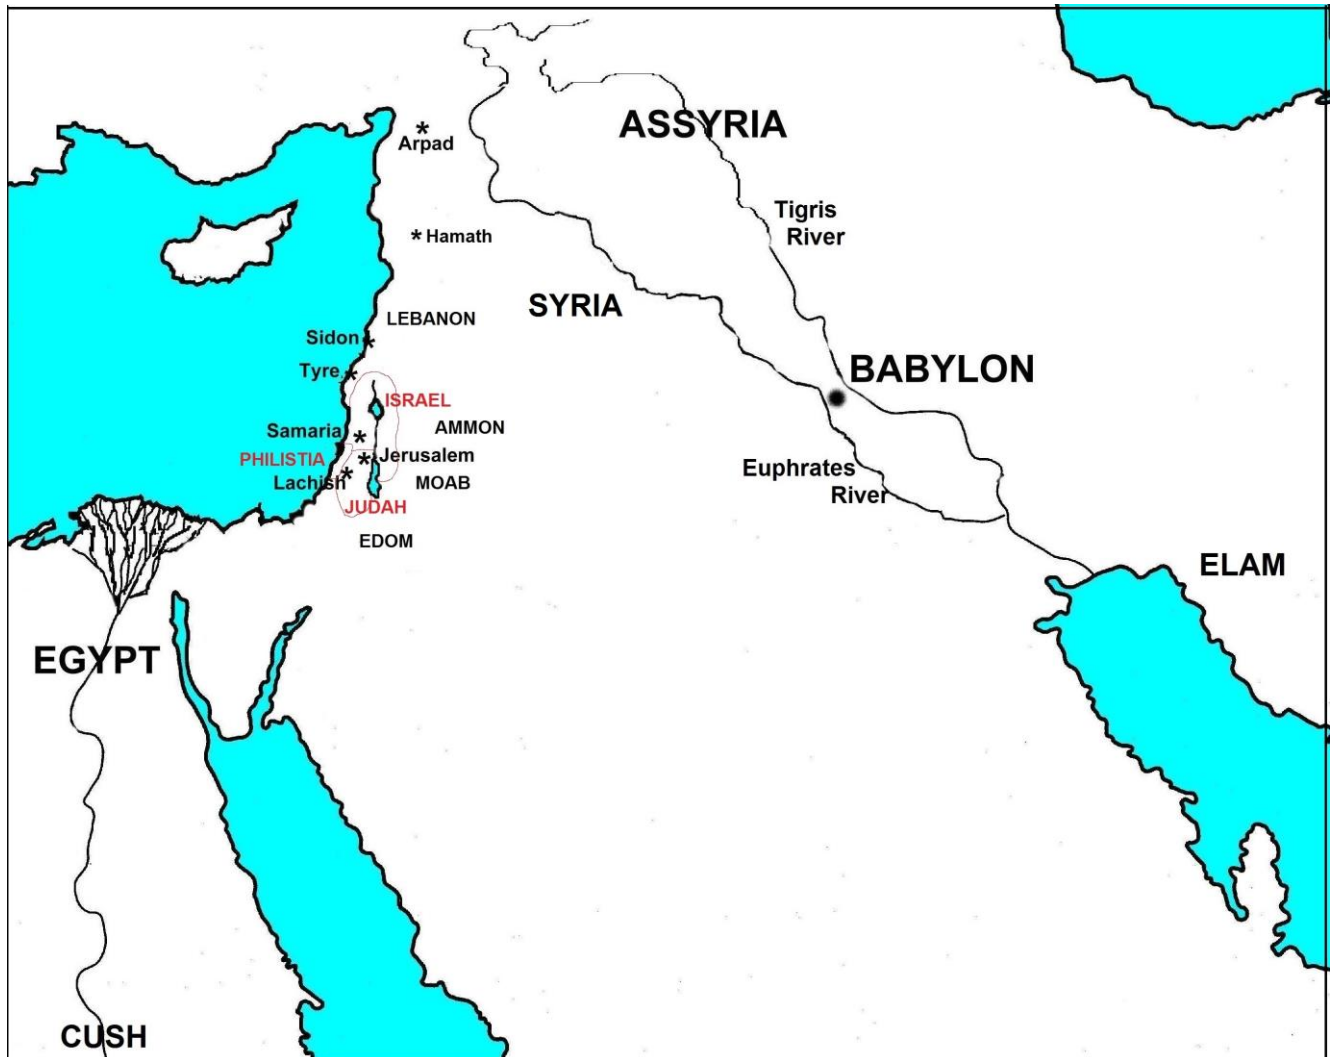 ASSYRIA
Arpad
Tigris
River
Hamath
SYRIA
LEBANON
Sidon
Tyre
BABYLON
ISRAEL
AMMON
Samaria
PHILISTIA
Jerusalem
Lachish
MOAB
Euphrates
River
JUDAH
EDOM
ELAM
EGYPT
CUSH